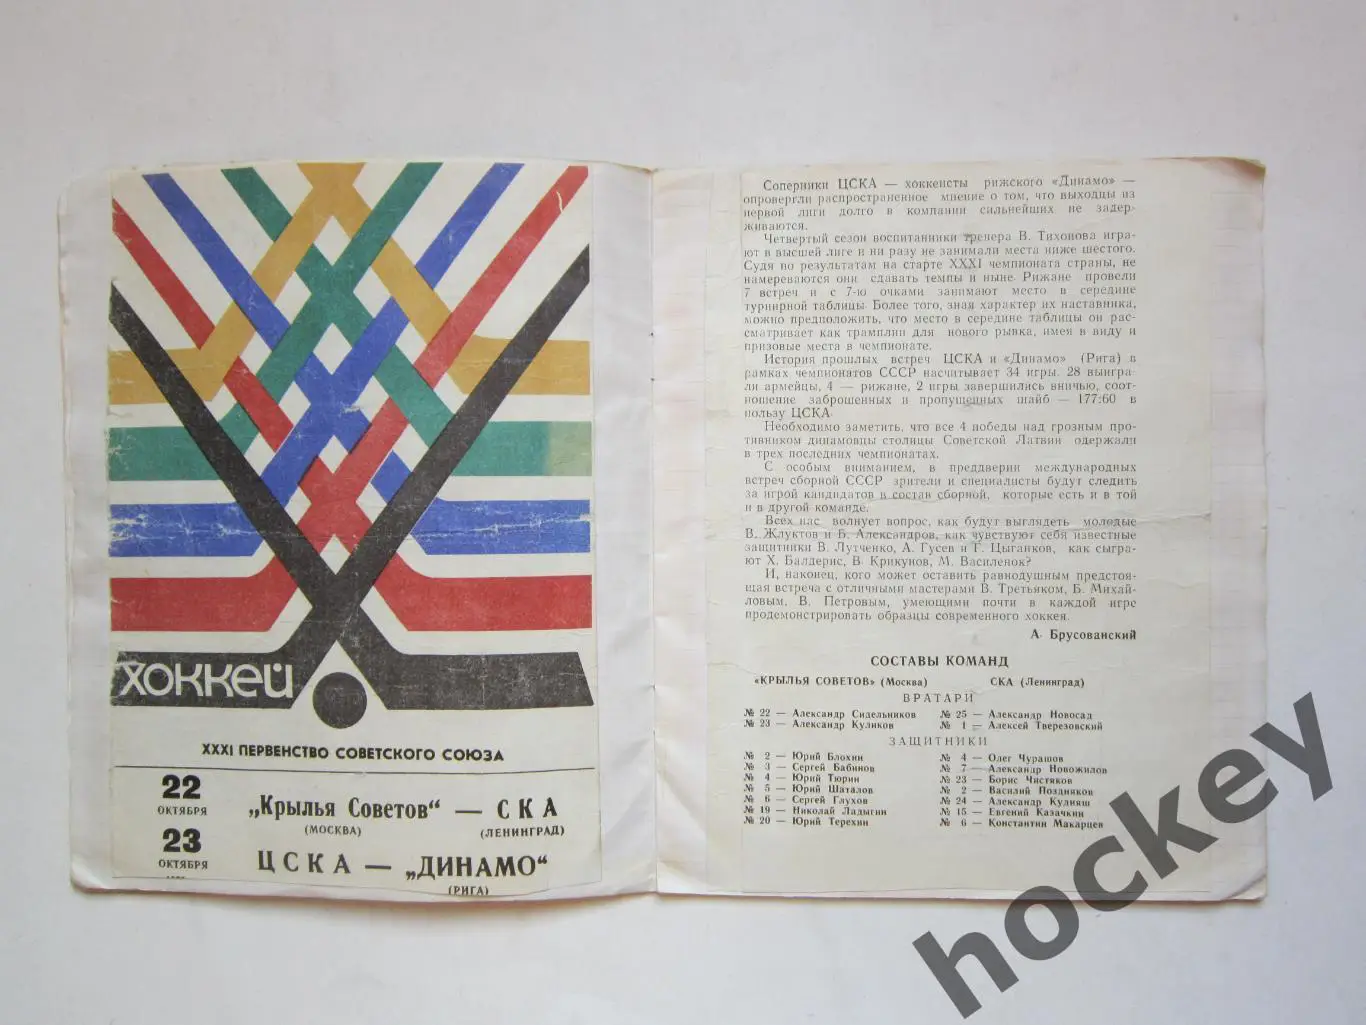 хоккей
XXXI ПЕРВЕНСТВО СОВЕТСКОГО СОЮЗА
22
ОКТЯБРЯ
„Крылья Советов“ — СКА
(МОСКВА) (ЛЕНИНГРАД)
23
ОКТЯБРЯ
ЦСКА — „ДИНАМО“
(РИГА)
Соперники ЦСКА — хоккеисты рижского «Динамо» —
опровергли распространенное мнение о том, что выходцы из
первой лиги долго в компании сильнейших не задер-
живаются.
Четвертый сезон воспитанники тренера В. Тихонова игра-
ют в высшей лиге и ни разу не занимали места ниже шестого.
Судя по результатам на старте XXXI чемпионата страны, не
намереваются они сдавать темпы и ныне. Рижане провели
7 встреч и с 7-ю очками занимают место в середине
турнирной таблицы. Более того, зная характер их наставника,
можно предположить, что место в середине таблицы он рас-
сматривает как трамплин для нового рывка, имея в виду и
призовые места в чемпионате.
История прошлых встреч ЦСКА и «Динамо» (Рига) в
рамках чемпионатов СССР насчитывает 34 игры. 28 выигра-
ли армейцы, 4 — рижане, 2 игры завершились вничью, соот-
ношение заброшенных и пропущенных шайб — 177:60 в
пользу ЦСКА.
Необходимо заметить, что все 4 победы над грозным про-
тивником динамовцы столицы Советской Латвии одержали
в трех последних чемпионатах.
С особым вниманием, в преддверии международных
встреч сборной СССР зрители и специалисты будут следить
за игрой кандидатов в состав сборной, которые есть и в той
и в другой команде.
Всех нас волнует вопрос, как будут выглядеть молодые
В. Жлуктов и Б. Александров, как чувствуют себя известные
защитники В. Лутченко, А. Гусев и Г. Цыганков, как сыгра-
ют Х. Балдерис, В. Крикунов, М. Василенок?
И, наконец, кого может оставить равнодушным предстоя-
щая встреча с отличными мастерами В. Третьяком, Б. Михай-
ловым, В. Петровым, умеющими почти в каждой игре
продемонстрировать образцы современного хоккея.
А. Брусованский
СОСТАВЫ КОМАНД
«КРЫЛЬЯ СОВЕТОВ» (Москва) СКА (Ленинград)
ВРАТАРИ
№ 22 — Александр Сидельников № 25 — Александр Новосад
№ 23 — Александр Куликов № 1 — Алексей Тверезовский
ЗАЩИТНИКИ
№ 2 — Юрий Блохин № 4 — Олег Чурашов
№ 3 — Сергей Бабинов № 7 — Александр Новожилов
№ 4 — Юрий Тюрин № 23 — Борис Чистяков
№ 5 — Юрий Шаталов № 2 — Василий Поздняков
№ 6 — Сергей Глухов № 24 — Александр Кулияш
№ 19 — Николай Ладыгин № 15 — Евгений Казачкин
№ 20 — Юрий Терехин № 6 — Константин Макарцев
hockey